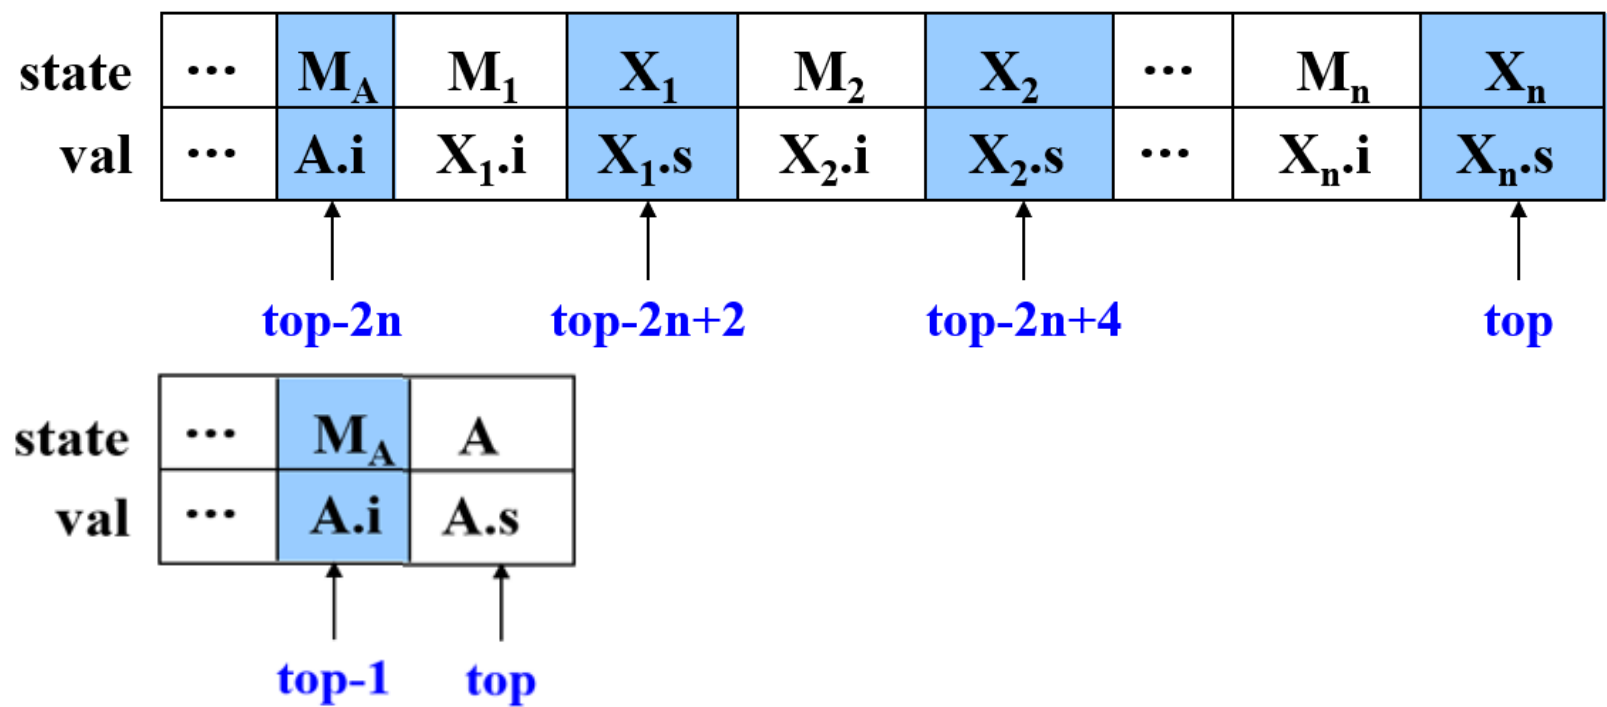 state ··· M_A M_1 X_1 M_2 X_2 ··· M_n X_n
val ··· A.i X_1.i X_1.s X_2.i X_2.s ··· X_n.i X_n.s
top-2n top-2n+2 top-2n+4 top
state ··· M_A A
val ··· A.i A.s
top-1 top